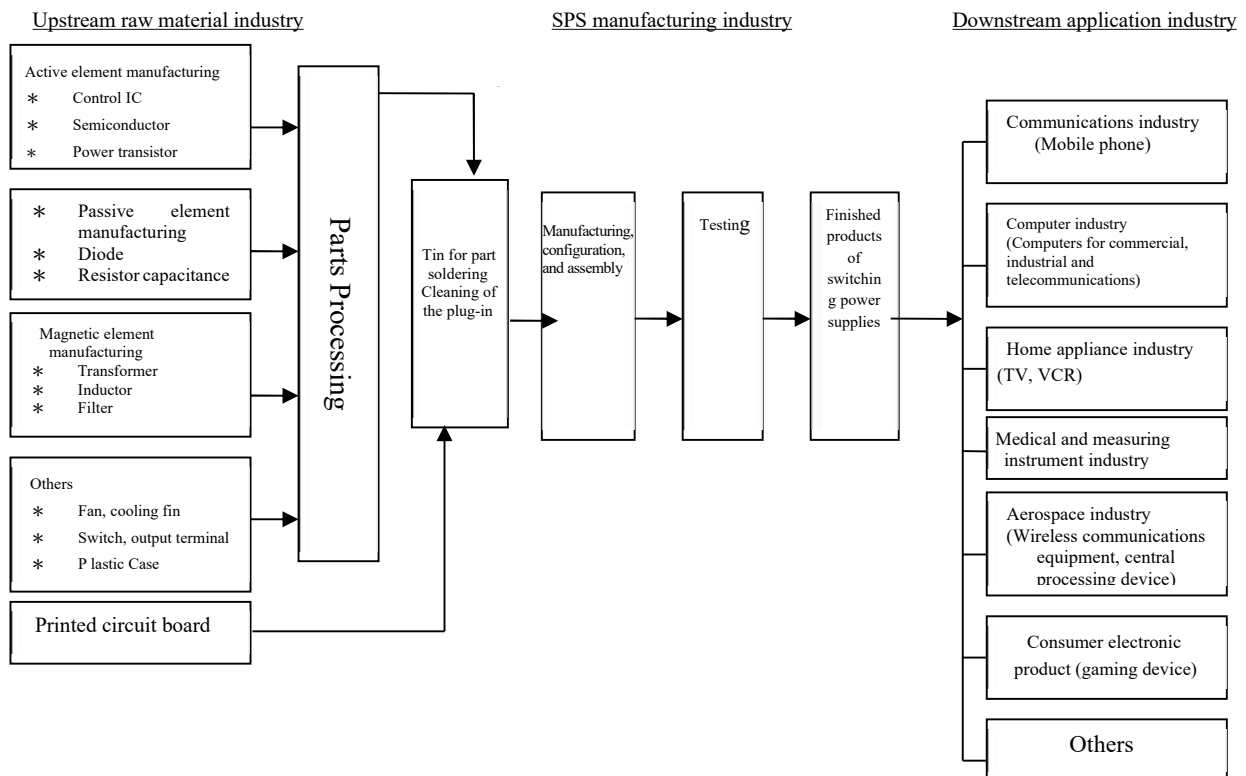 Upstream raw material industry
SPS manufacturing industry
Downstream application industry
Active element manufacturing
* Control IC
* Semiconductor
* Power transistor
* Passive element
manufacturing
* Diode
* Resistor capacitance
Magnetic element
manufacturing
* Transformer
* Inductor
* Filter
Others
* Fan, cooling fin
* Switch, output terminal
* P lastic Case
Printed circuit board
Parts Processing
Tin for part
soldering
Cleaning of
the plug-in
Manufacturing,
configuration,
and assembly
Testing
Finished
products
of
switchin
g power
supplies
Communications industry
(Mobile phone)
Computer industry
(Computers for commercial,
industrial and
telecommunications)
Home appliance industry
(TV, VCR)
Medical and measuring
instrument industry
Aerospace industry
(Wireless communications
equipment, central
processing device)
Consumer electronic
product (gaming device)
Others